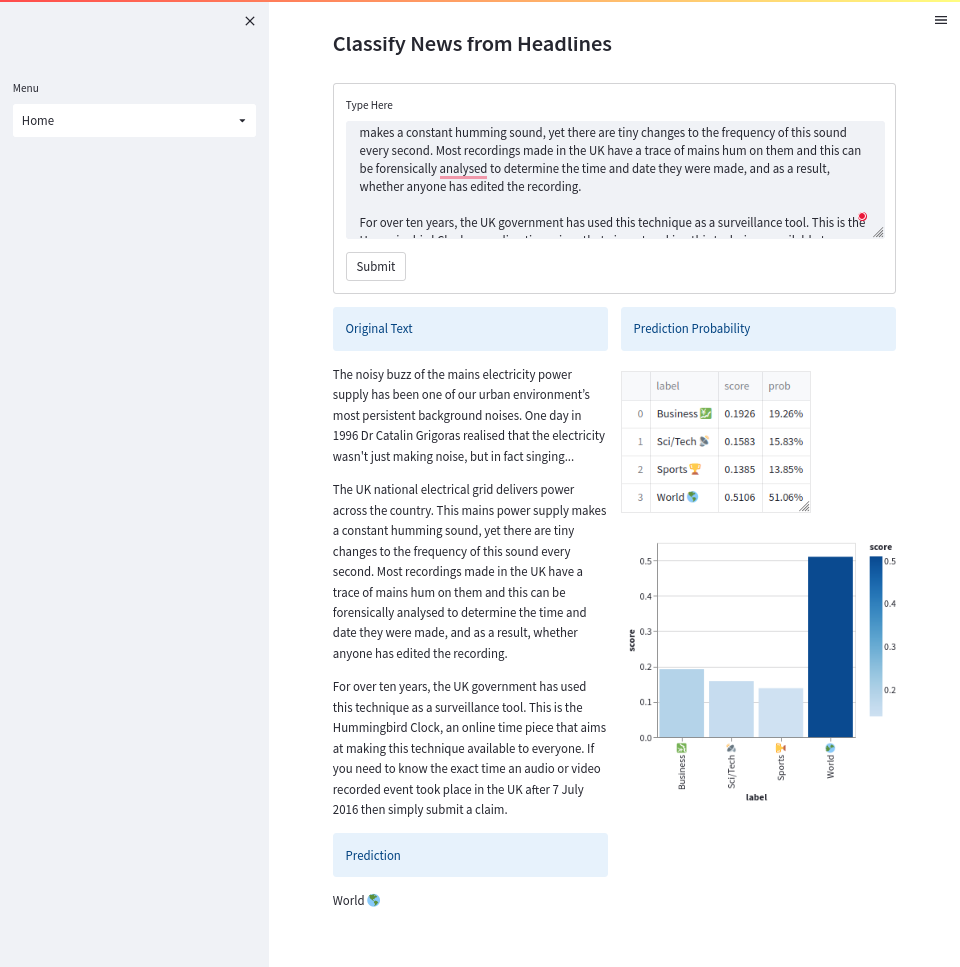 Classify News from Headlines
Menu
Home
Type Here
makes a constant humming sound, yet there are tiny changes to the frequency of this sound
every second. Most recordings made in the UK have a trace of mains hum on them and this can
be forensically analysed to determine the time and date they were made, and as a result,
whether anyone has edited the recording.
For over ten years, the UK government has used this technique as a surveillance tool. This is the
Submit
Original Text
The noisy buzz of the mains electricity power
supply has been one of our urban environment’s
most persistent background noises. One day in
1996 Dr Catalin Grigoras realised that the electricity
wasn't just making noise, but in fact singing...
The UK national electrical grid delivers power
across the country. This mains power supply makes
a constant humming sound, yet there are tiny
changes to the frequency of this sound every
second. Most recordings made in the UK have a
trace of mains hum on them and this can be
forensically analysed to determine the time and
date they were made, and as a result, whether
anyone has edited the recording.
For over ten years, the UK government has used
this technique as a surveillance tool. This is the
Hummingbird Clock, an online time piece that aims
at making this technique available to everyone. If
you need to know the exact time an audio or video
recorded event took place in the UK after 7 July
2016 then simply submit a claim.
Prediction
World
Prediction Probability
label score prob
0 Business 0.1926 19.26%
1 Sci/Tech 0.1583 15.83%
2 Sports 0.1385 13.85%
3 World 0.5106 51.06%
score
0.5
0.4
0.3
0.2
0.1
0.0
Business
Sci/Tech
Sports
World
label
score
0.5
0.4
0.3
0.2